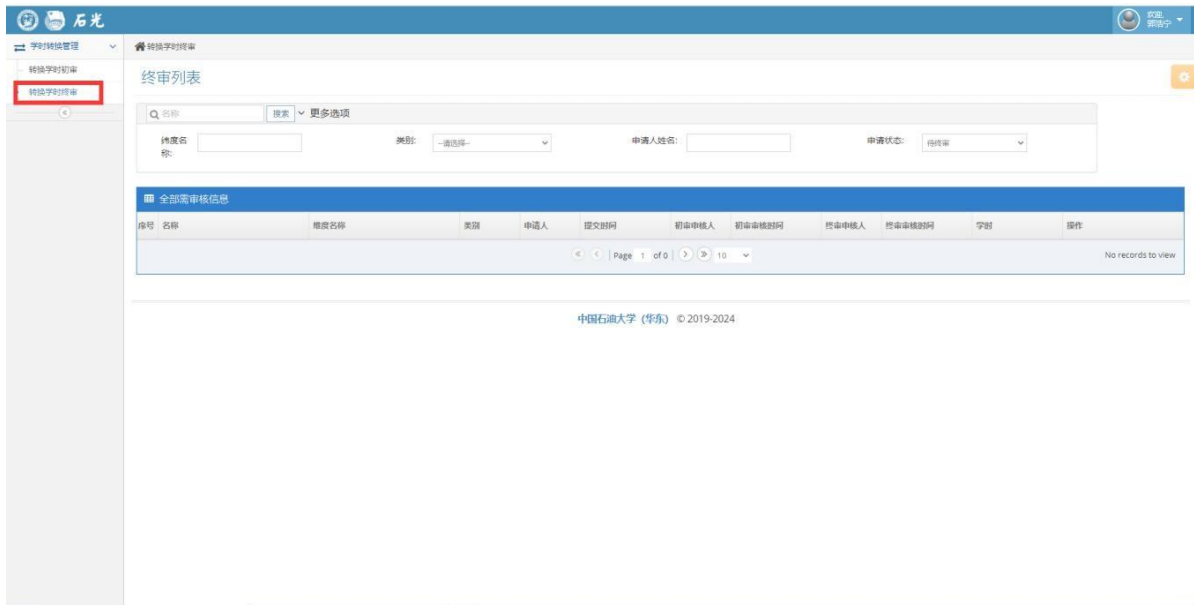 石光
欢迎,
学时转换管理
转换学时终审
转换学时初审
终审列表
转换学时终审
名称 搜索 更多选项
纬度名称: 类别: --请选择-- 申请人姓名: 申请状态: 待终审
全部需审核信息
序号 名称 维度名称 类别 申请人 提交时间 初审审核人 初审审核时间 终审审核人 终审审核时间 学时 操作
Page 1 of 0 10 No records to view
中国石油大学 (华东) © 2019-2024